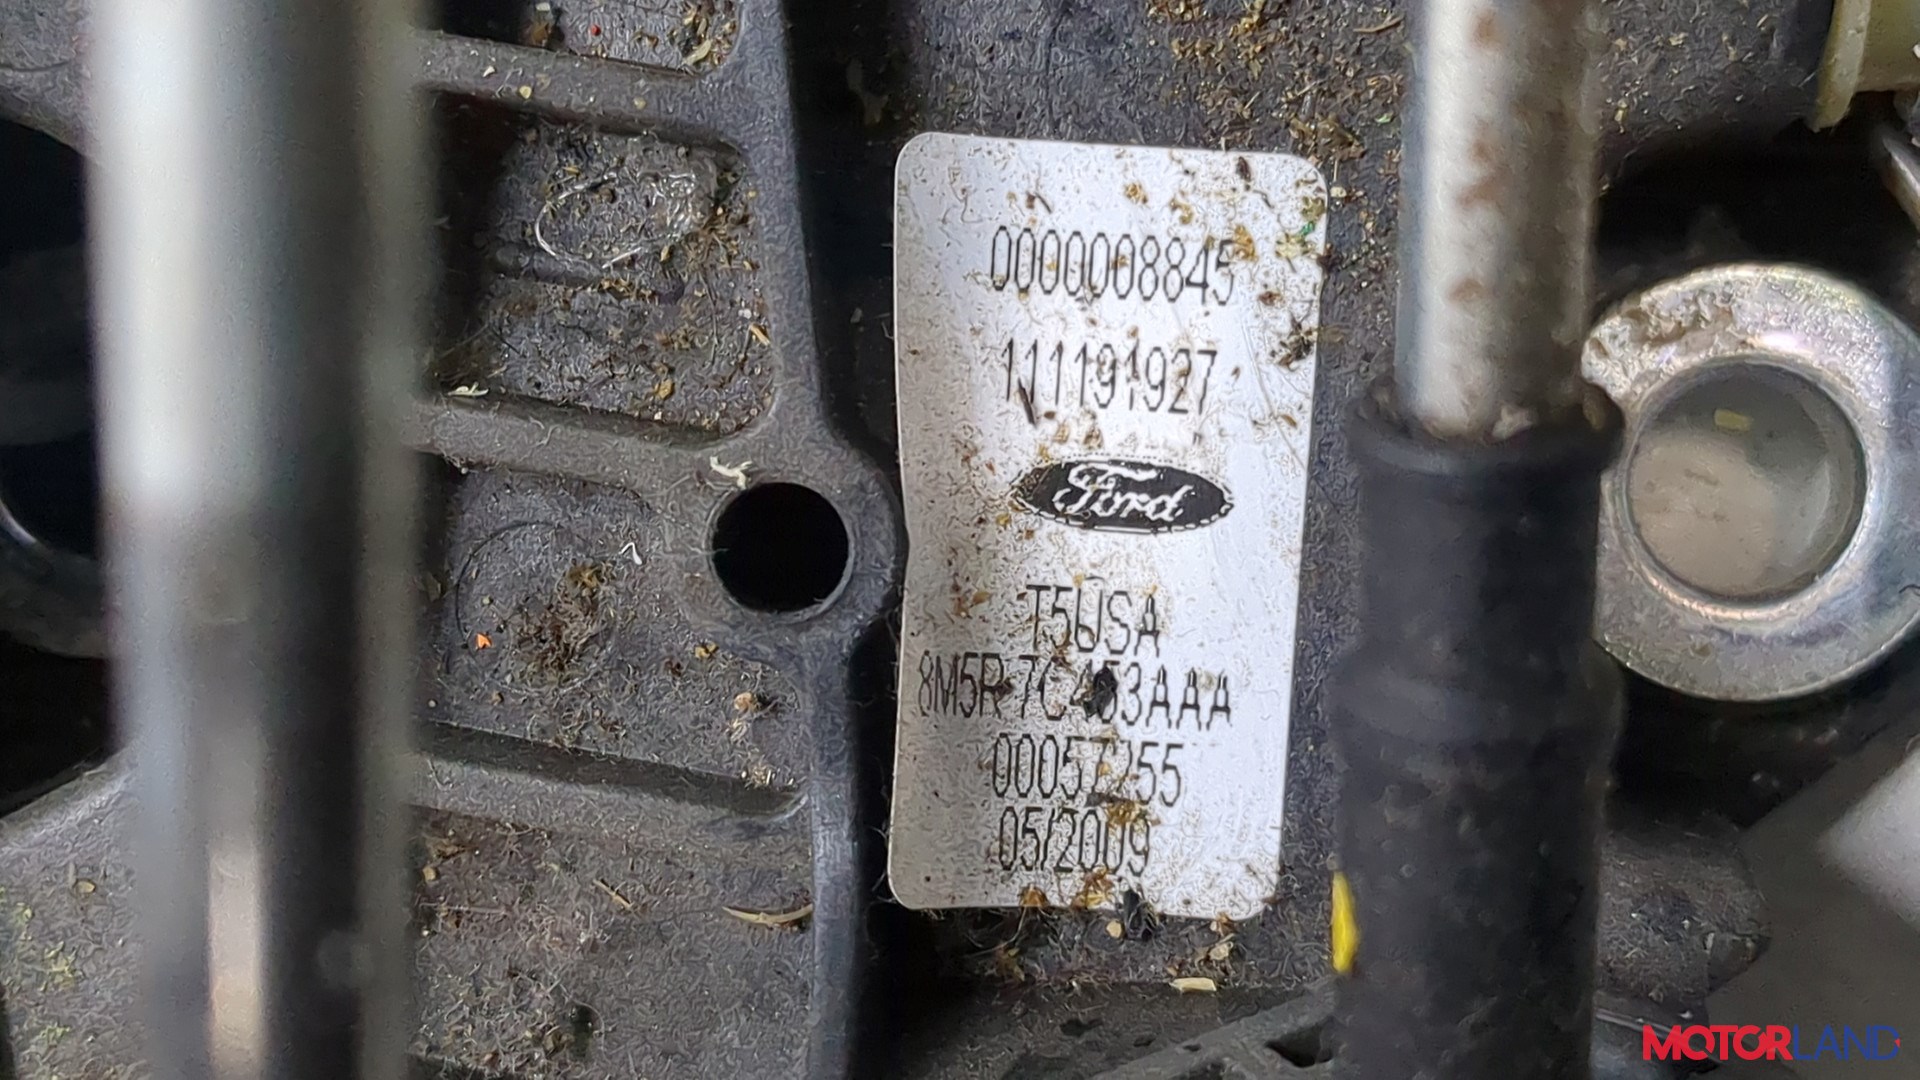 0000008845
111191927
Ford
T5USA
8M5R 7C453AAA
05/2009
MOTORLAND